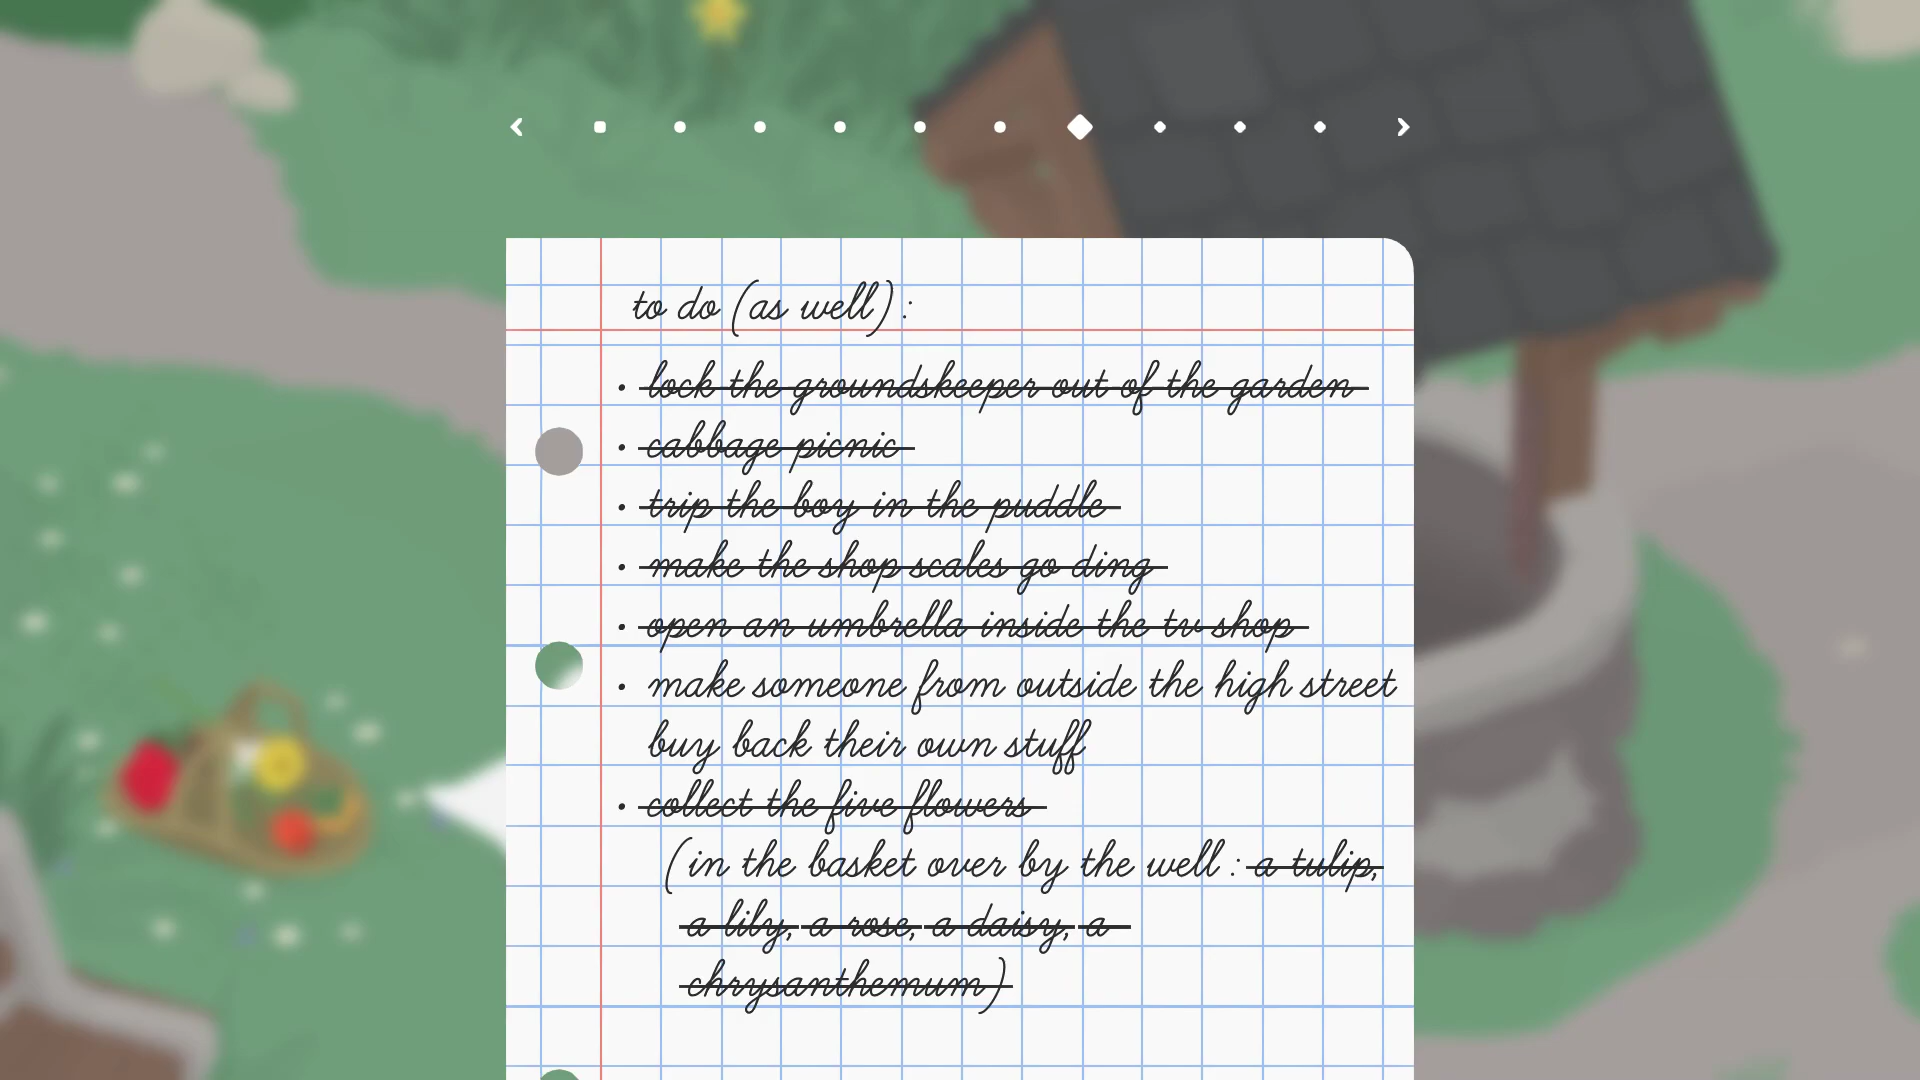 to do (as well) :
• lock the groundskeeper out of the garden
• cabbage picnic
• trip the boy in the puddle
• make the shop scales go ding
• open an umbrella inside the tv shop
• make someone from outside the high street
buy back their own stuff
• collect the five flowers
(in the basket over by the well : a tulip,
a lily, a rose, a daisy, a
chrysanthemum)